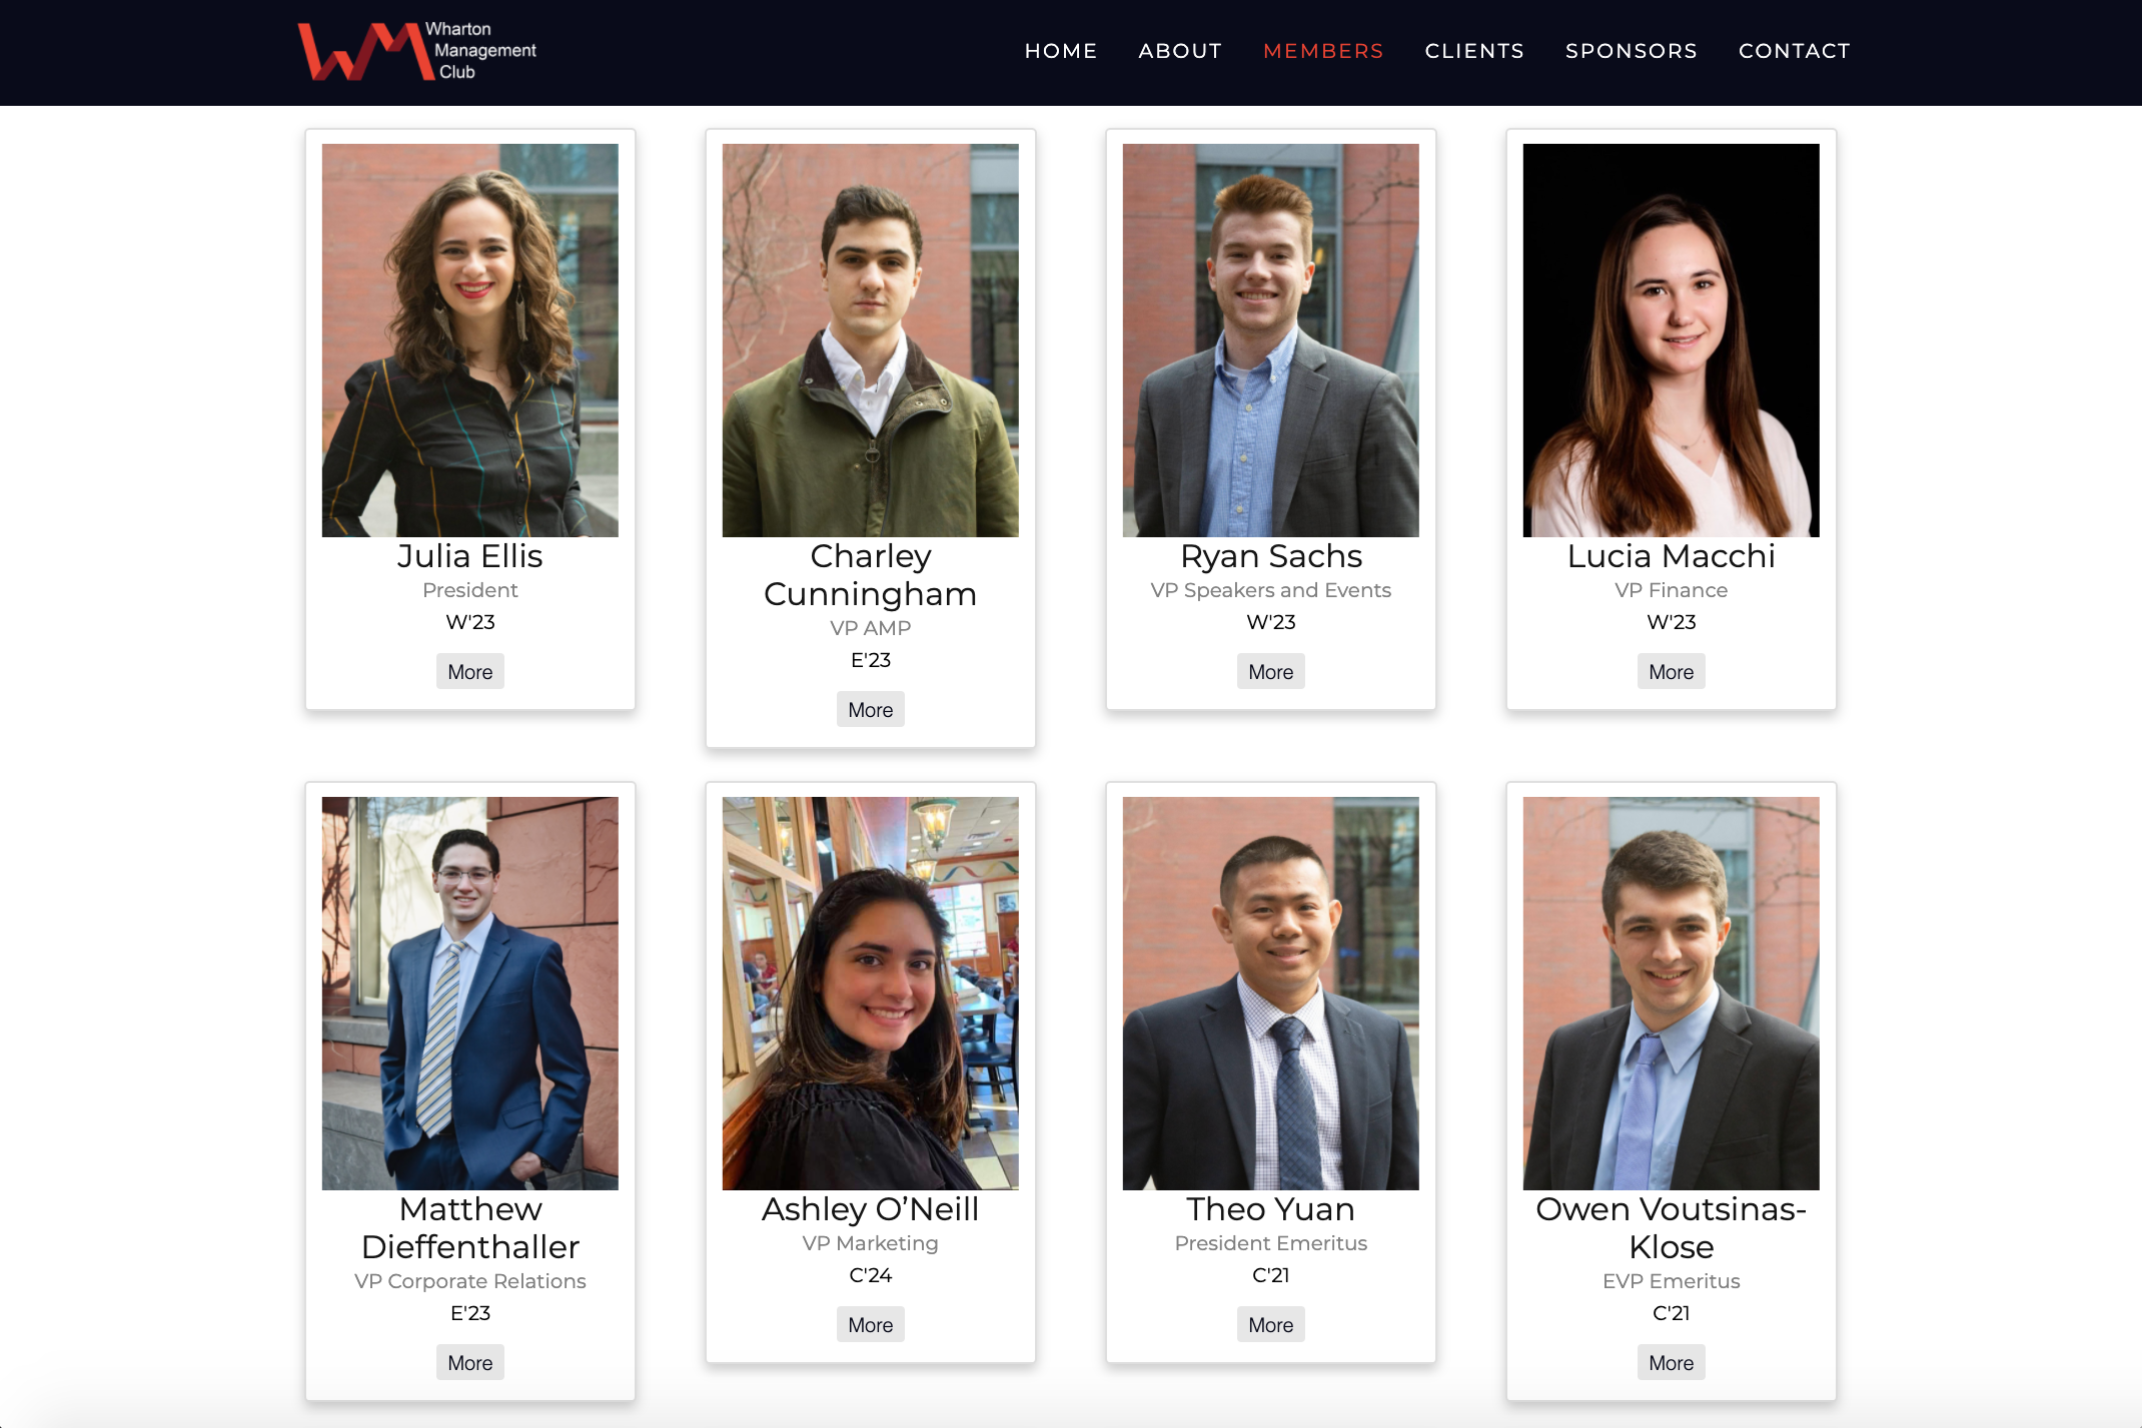 Wharton
Management
Club
HOME ABOUT MEMBERS CLIENTS SPONSORS CONTACT
Julia Ellis
President
W'23
More
Charley
Cunningham
VP AMP
E'23
More
Ryan Sachs
VP Speakers and Events
W'23
More
Lucia Macchi
VP Finance
W'23
More
Matthew
Dieffenthaller
VP Corporate Relations
E'23
More
Ashley O’Neill
VP Marketing
C'24
More
Theo Yuan
President Emeritus
C'21
More
Owen Voutsinas-
Klose
EVP Emeritus
C'21
More